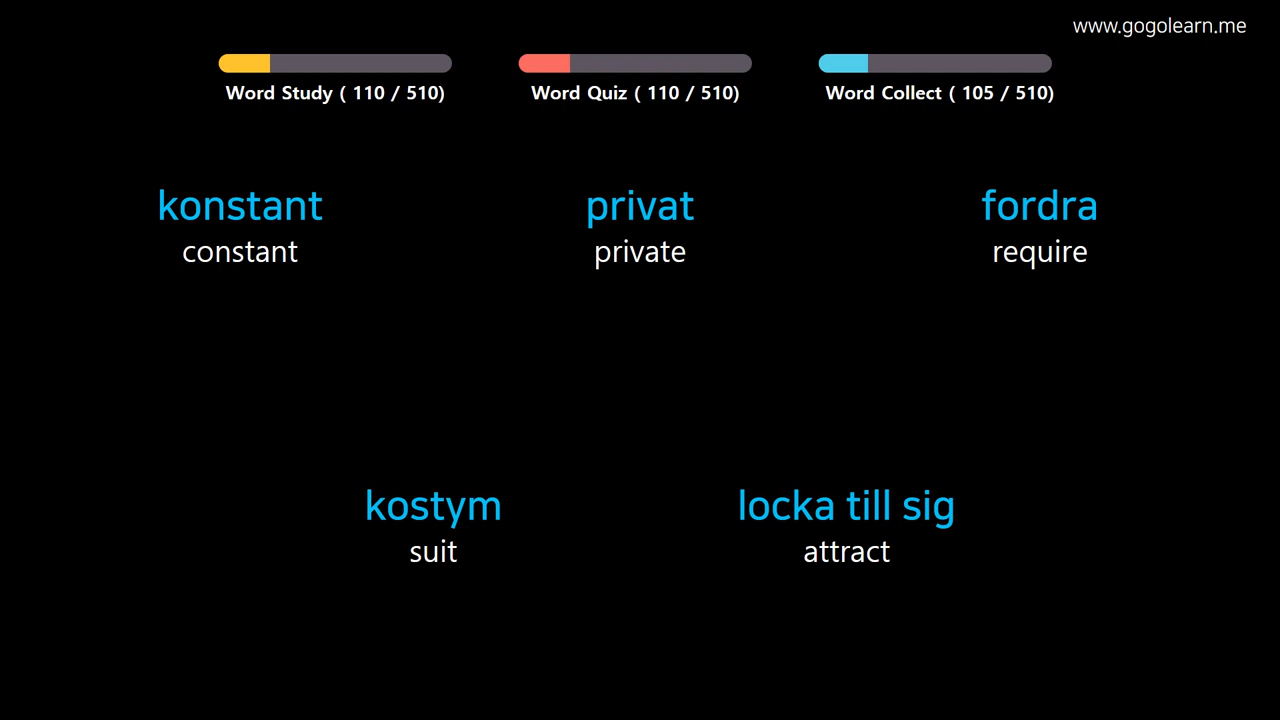 www.gogolearn.me
Word Study ( 110 / 510)
Word Quiz ( 110 / 510)
Word Collect ( 105 / 510)
konstant
constant
privat
private
fordra
require
kostym
suit
locka till sig
attract